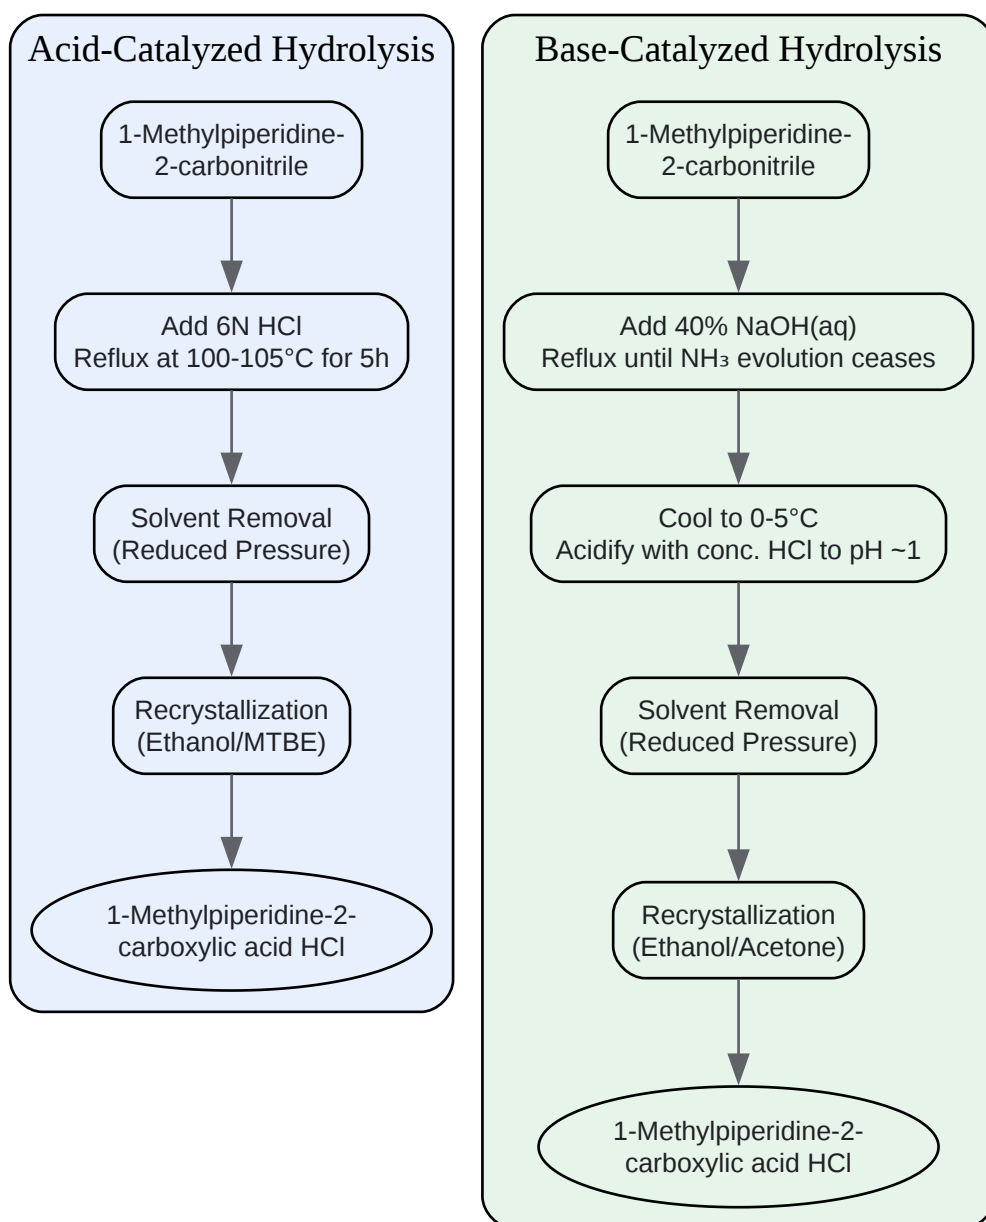 Acid-Catalyzed Hydrolysis
1-Methylpiperidine-
2-carbonitrile
Add 6N HCl
Reflux at 100-105°C for 5h
Solvent Removal
(Reduced Pressure)
Recrystallization
(Ethanol/MTBE)
1-Methylpiperidine-2-
carboxylic acid HCl
Base-Catalyzed Hydrolysis
1-Methylpiperidine-
2-carbonitrile
Add 40% NaOH(aq)
Reflux until NH₃ evolution ceases
Cool to 0-5°C
Acidify with conc. HCl to pH ~1
Solvent Removal
(Reduced Pressure)
Recrystallization
(Ethanol/Acetone)
1-Methylpiperidine-2-
carboxylic acid HCl